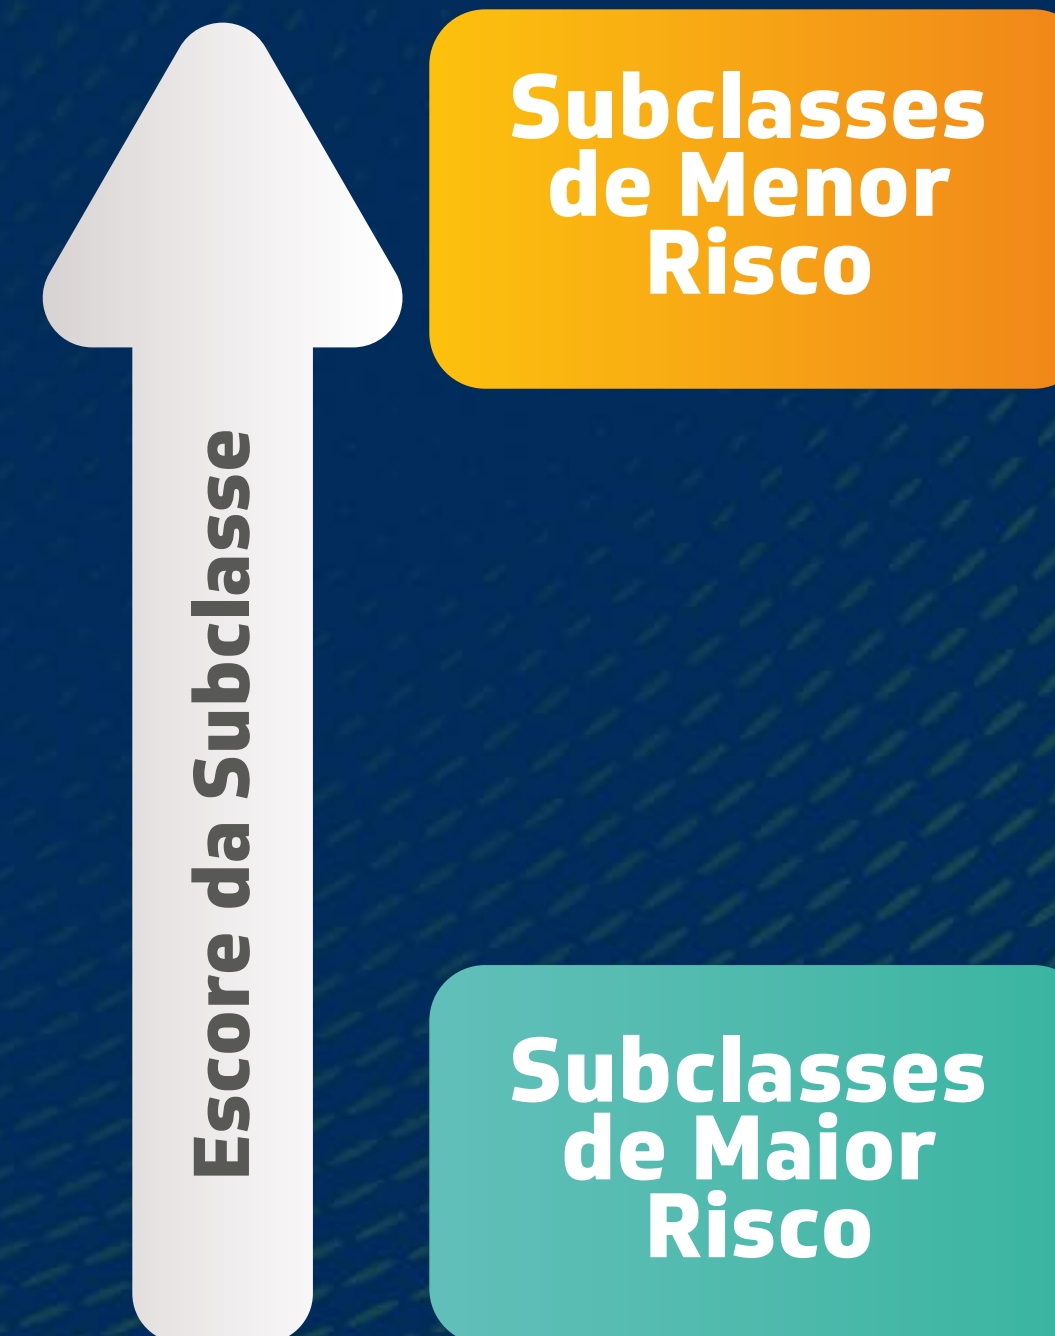 Subclasses
de Menor
Risco
Escore da Subclasse
Subclasses
de Maior
Risco